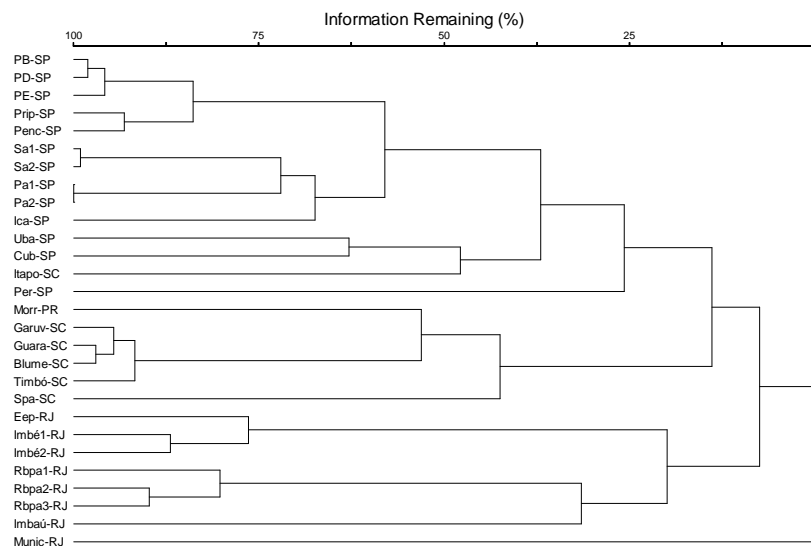 Information Remaining (%)
100 75 50 25
PB-SP
PD-SP
PE-SP
Prip-SP
Penc-SP
Sa1-SP
Sa2-SP
Pa1-SP
Pa2-SP
Ica-SP
Uba-SP
Cub-SP
Itapo-SC
Per-SP
Morr-PR
Garuv-SC
Guara-SC
Blume-SC
Timbó-SC
Spa-SC
Eep-RJ
Imbé1-RJ
Imbé2-RJ
Rbpa1-RJ
Rbpa2-RJ
Rbpa3-RJ
Imbaú-RJ
Munic-RJ